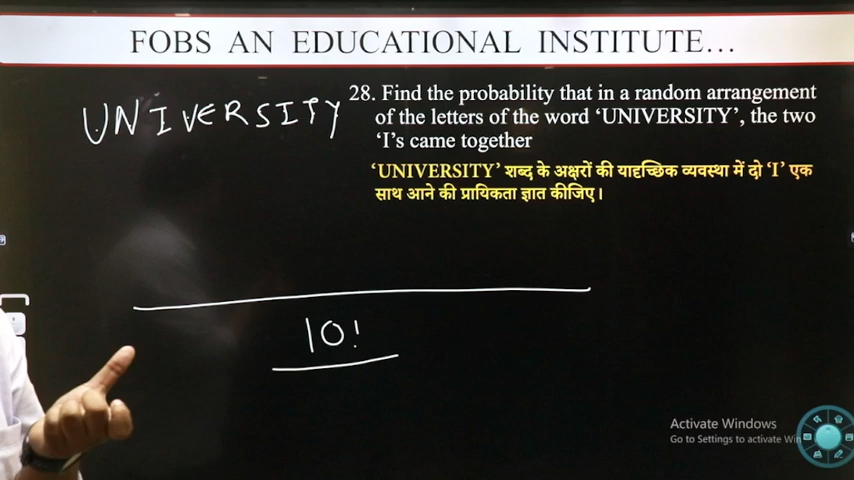 FOBS AN EDUCATIONAL INSTITUTE...
UNIVERSITY
28. Find the probability that in a random arrangement
of the letters of the word ‘UNIVERSITY’, the two
‘I’s came together
‘UNIVERSITY’ शब्द के अक्षरों की यादृच्छिक व्यवस्था में दो ‘I’ एक
साथ आने की प्रायिकता ज्ञात कीजिए।
10!
Activate Windows
Go to Settings to activate Win